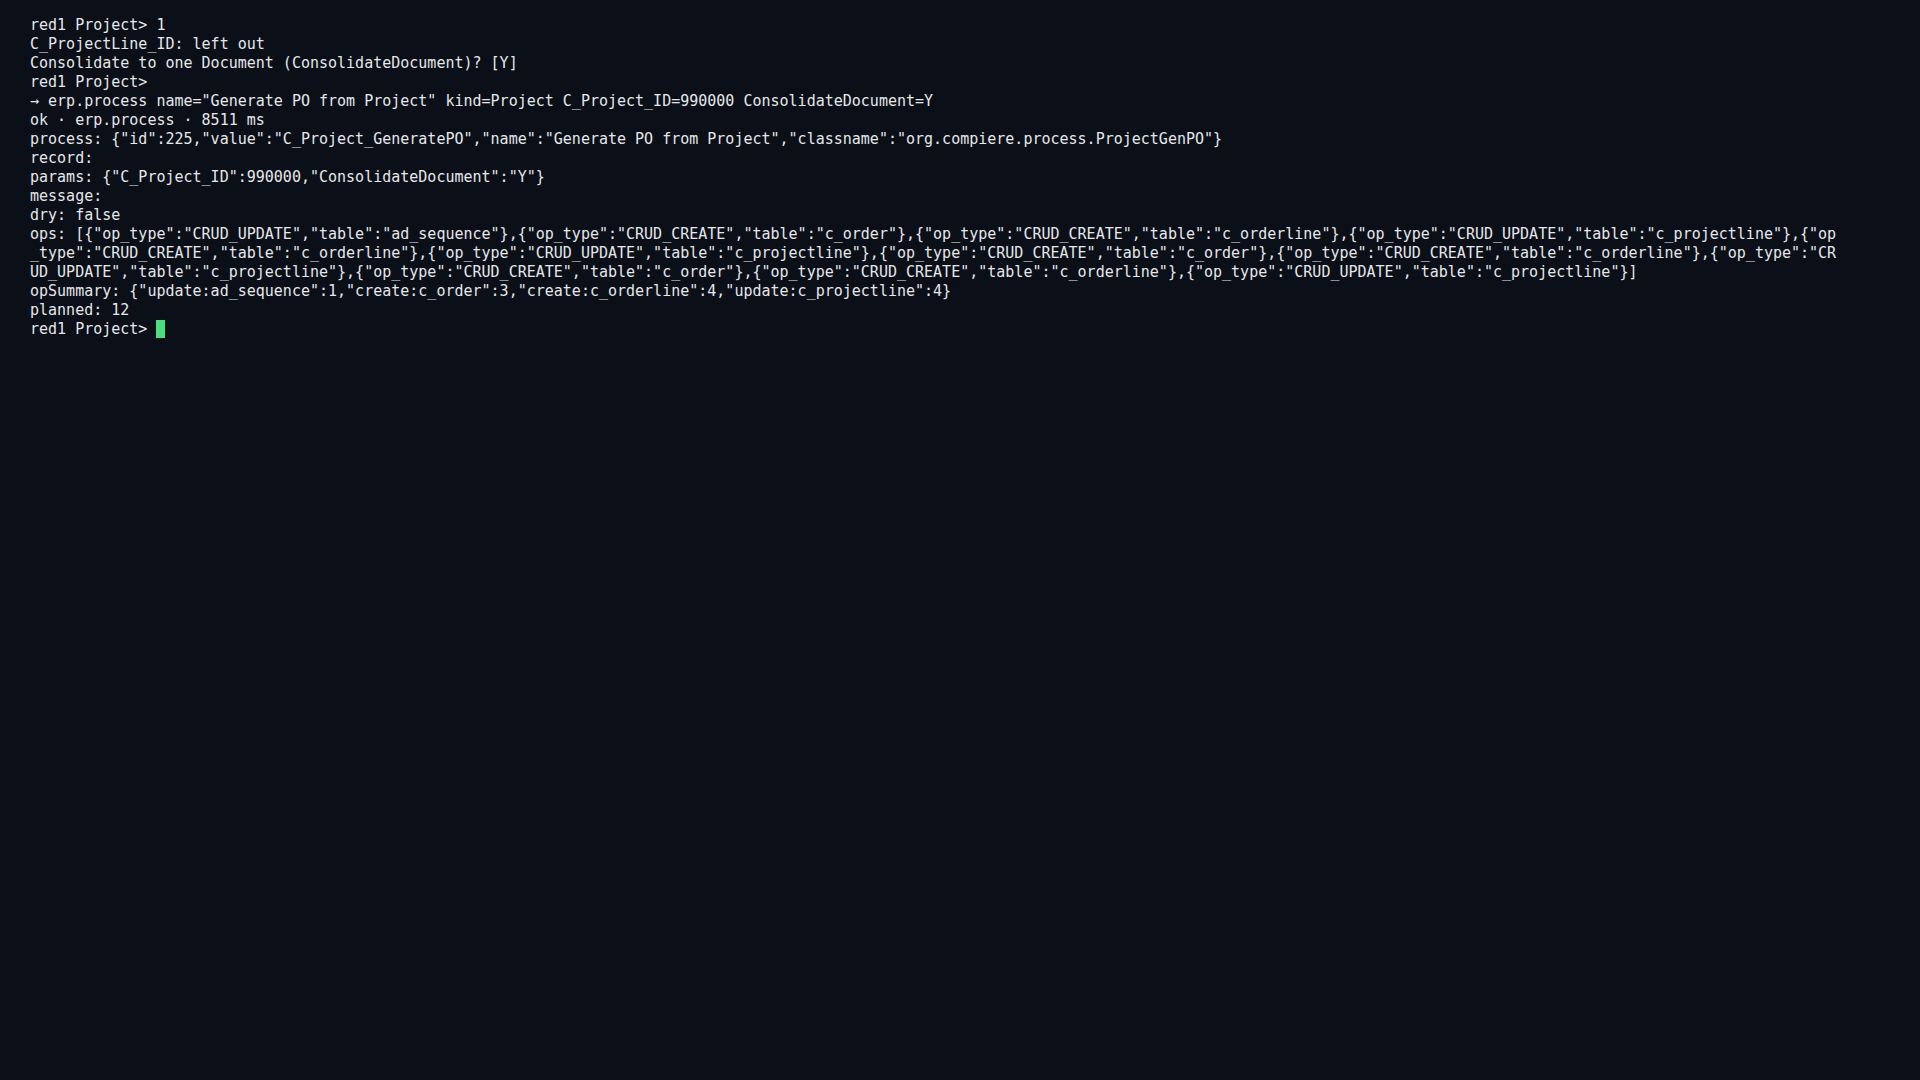 red1 Project> 1
C_ProjectLine_ID: left out
Consolidate to one Document (ConsolidateDocument)? [Y]
red1 Project>
→ erp.process name="Generate PO from Project" kind=Project C_Project_ID=990000 ConsolidateDocument=Y
ok · erp.process · 8511 ms
process: {"id":225,"value":"C_Project_GeneratePO","name":"Generate PO from Project","classname":"org.compiere.process.ProjectGenPO"}
record:
params: {"C_Project_ID":990000,"ConsolidateDocument":"Y"}
message:
dry: false
ops: [{"op_type":"CRUD_UPDATE","table":"ad_sequence"},{"op_type":"CRUD_CREATE","table":"c_order"},{"op_type":"CRUD_CREATE","table":"c_orderline"},{"op_type":"CRUD_UPDATE","table":"c_projectline"},{"op
_type":"CRUD_CREATE","table":"c_orderline"},{"op_type":"CRUD_UPDATE","table":"c_projectline"},{"op_type":"CRUD_CREATE","table":"c_order"},{"op_type":"CRUD_CREATE","table":"c_orderline"},{"op_type":"CR
UD_UPDATE","table":"c_projectline"},{"op_type":"CRUD_CREATE","table":"c_order"},{"op_type":"CRUD_CREATE","table":"c_orderline"},{"op_type":"CRUD_UPDATE","table":"c_projectline"}]
opSummary: {"update:ad_sequence":1,"create:c_order":3,"create:c_orderline":4,"update:c_projectline":4}
planned: 12
red1 Project>